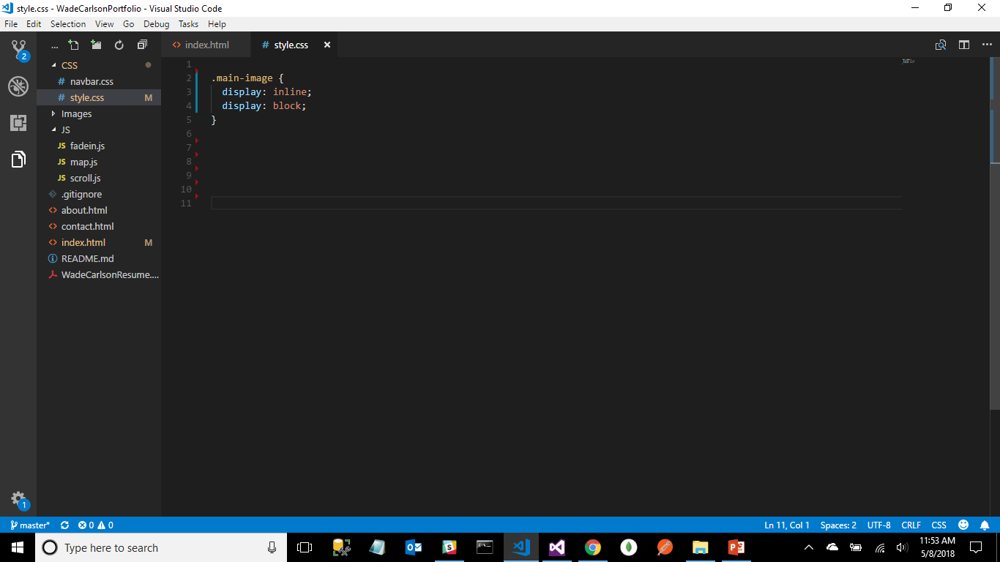 style.css - WadeCarlsonPortfolio - Visual Studio Code
File Edit Selection View Go Debug Tasks Help
... index.html # style.css ...
2
CSS
# navbar.css
# style.css M
Images
JS
JS fadein.js
JS map.js
JS scroll.js
.gitignore
about.html
contact.html
index.html M
README.md
WadeCarlsonResume....
1
2 .main-image {
3 display: inline;
4 display: block;
5 }
6
7
8
9
10
11
1
master* 0 0 Ln 11, Col 1 Spaces: 2 UTF-8 CRLF CSS
Type here to search
11:53 AM
5/8/2018